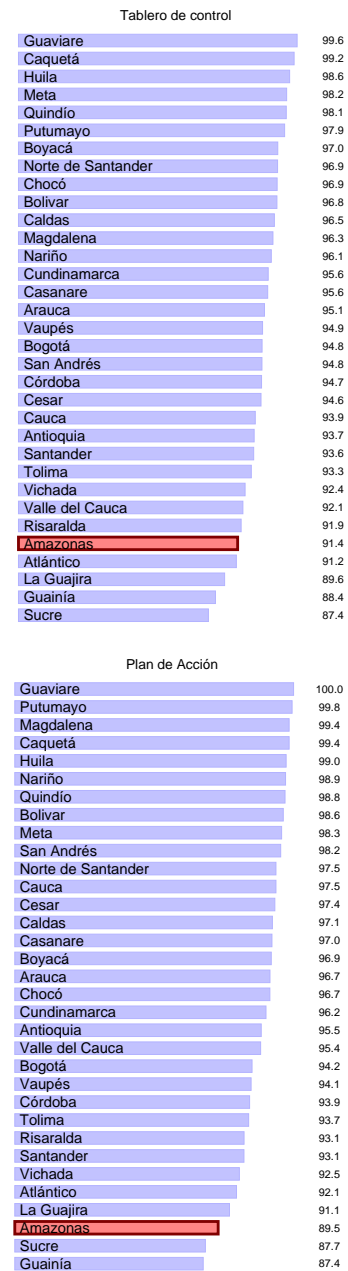 Tablero de control
Guaviare 99.6
Caquetá 99.2
Huila 98.6
Meta 98.2
Quindío 98.1
Putumayo 97.9
Boyacá 97.0
Norte de Santander 96.9
Chocó 96.9
Bolivar 96.8
Caldas 96.5
Magdalena 96.3
Nariño 96.1
Cundinamarca 95.6
Casanare 95.6
Arauca 95.1
Vaupés 94.9
Bogotá 94.8
San Andrés 94.8
Córdoba 94.7
Cesar 94.6
Cauca 93.9
Antioquia 93.7
Santander 93.6
Tolima 93.3
Vichada 92.4
Valle del Cauca 92.1
Risaralda 91.9
Amazonas 91.4
Atlántico 91.2
La Guajira 89.6
Guainía 88.4
Sucre 87.4
Plan de Acción
Guaviare 100.0
Putumayo 99.8
Magdalena 99.4
Caquetá 99.4
Huila 99.0
Nariño 98.9
Quindío 98.8
Bolivar 98.6
Meta 98.3
San Andrés 98.2
Norte de Santander 97.5
Cauca 97.5
Cesar 97.4
Caldas 97.1
Casanare 97.0
Boyacá 96.9
Arauca 96.7
Chocó 96.7
Cundinamarca 96.2
Antioquia 95.5
Valle del Cauca 95.4
Bogotá 94.2
Vaupés 94.1
Córdoba 93.9
Tolima 93.7
Risaralda 93.1
Santander 93.1
Vichada 92.5
Atlántico 92.1
La Guajira 91.1
Amazonas 89.5
Sucre 87.7
Guainía 87.4